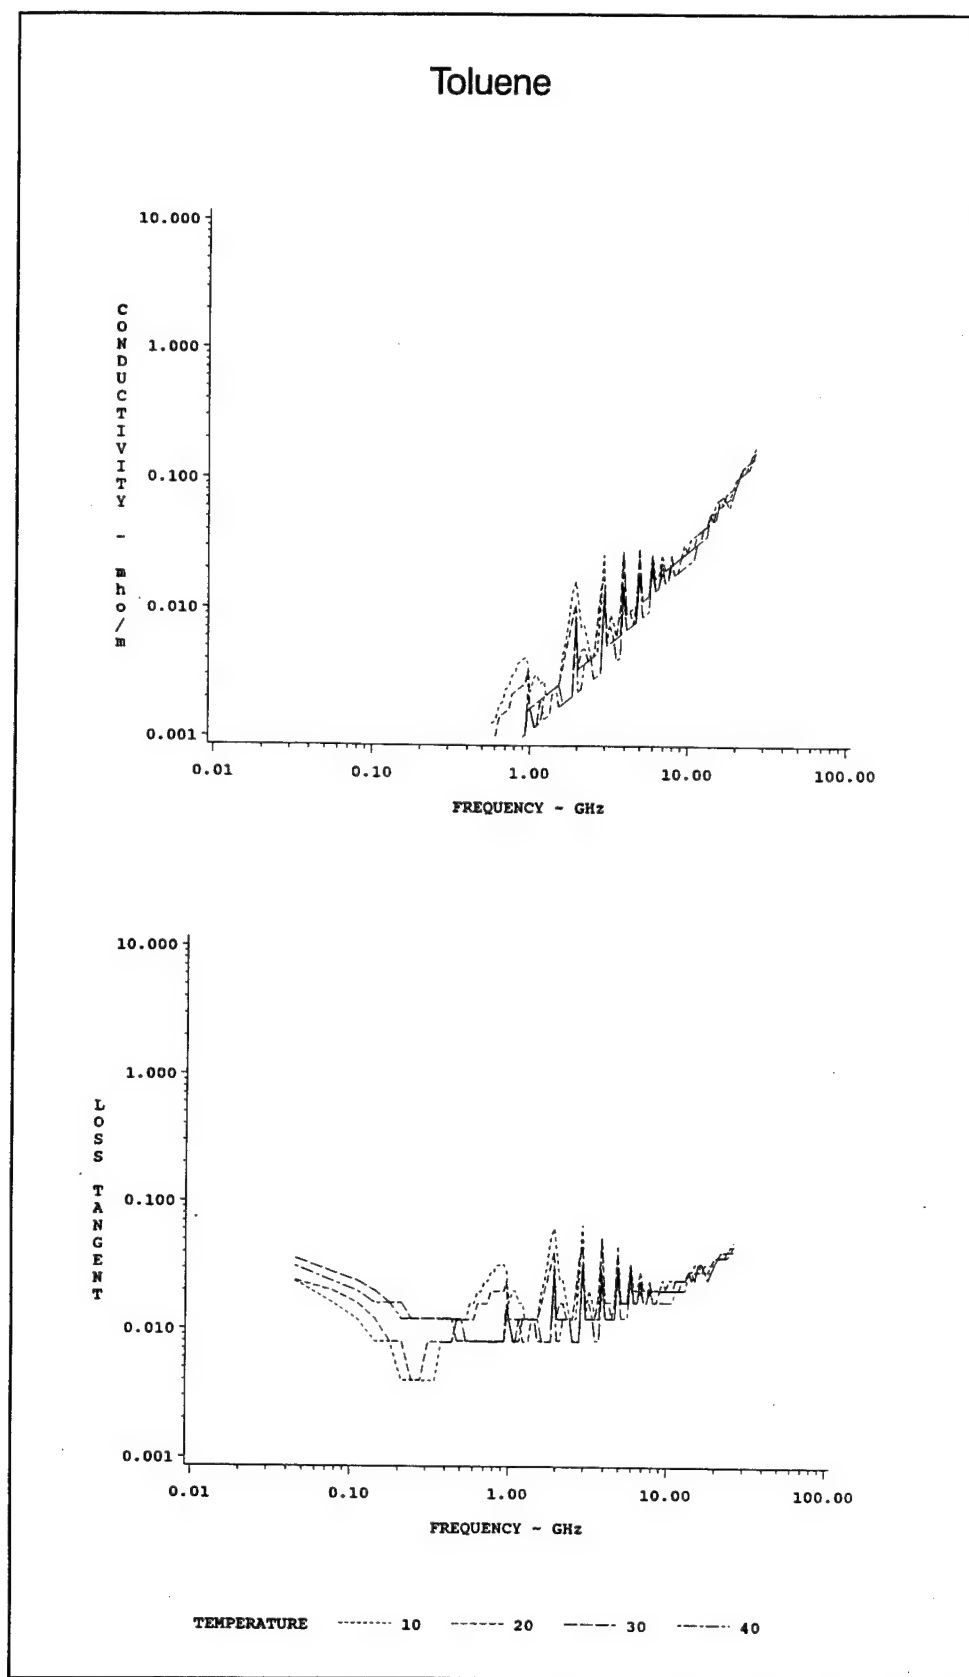 Toluene
10.000
1.000
0.100
0.010
0.001
CONDUCTIVITY - mho/m
0.01 0.10 1.00 10.00 100.00
FREQUENCY - GHz
10.000
1.000
0.100
0.010
0.001
LOSS TANGENT
0.01 0.10 1.00 10.00 100.00
FREQUENCY - GHz
TEMPERATURE 10 20 30 40